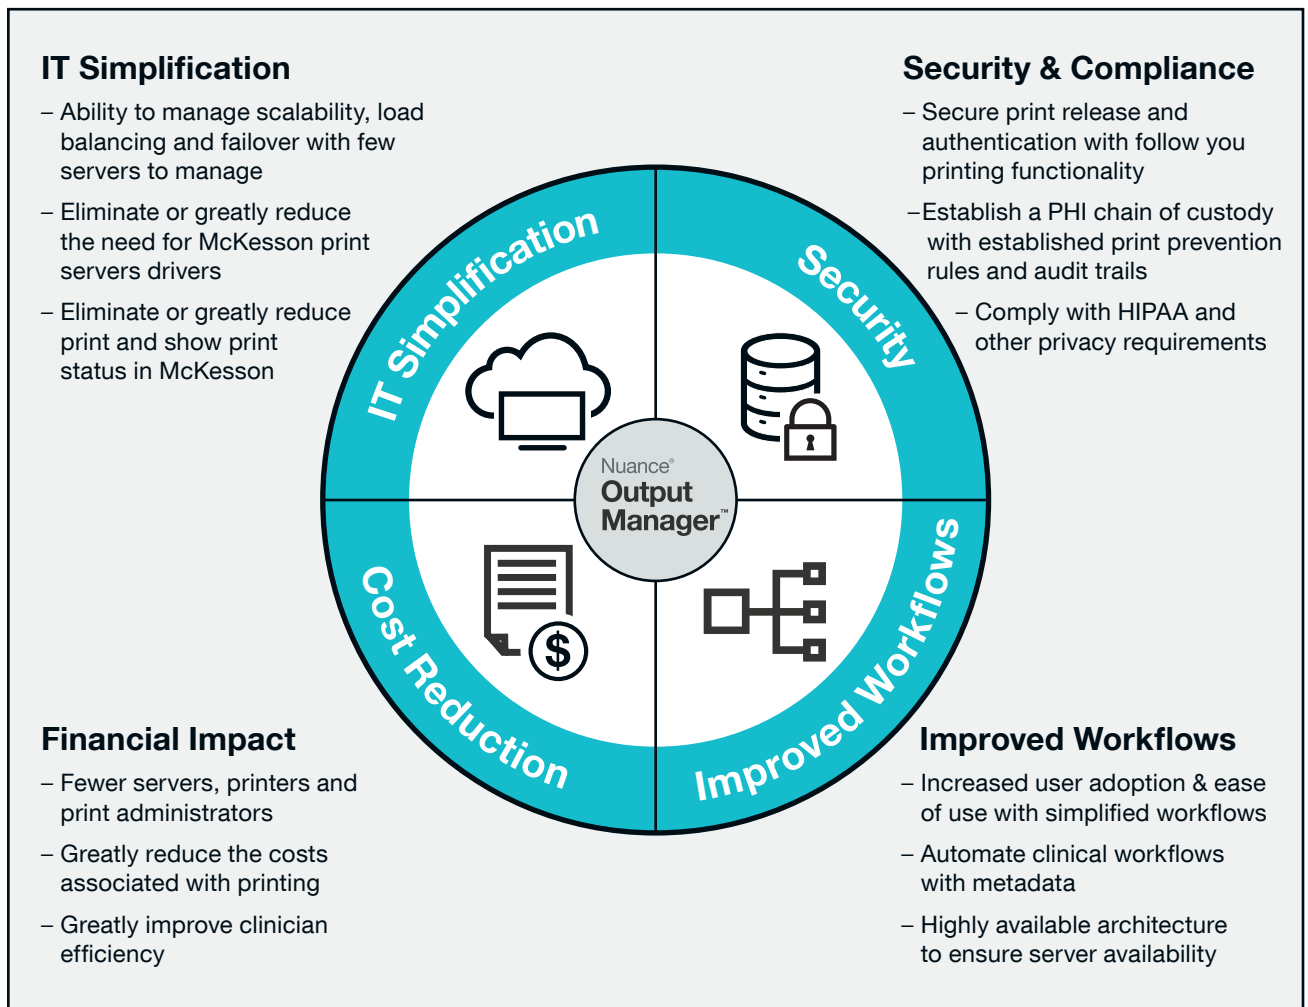 IT Simplification
– Ability to manage scalability, load
balancing and failover with few
servers to manage
– Eliminate or greatly reduce
the need for McKesson print
servers drivers
– Eliminate or greatly reduce
print and show print
status in McKesson
Security & Compliance
– Secure print release and
authentication with follow you
printing functionality
–Establish a PHI chain of custody
with established print prevention
rules and audit trails
– Comply with HIPAA and
other privacy requirements
IT Simplification
Security
Nuance®
Output
Manager™
Cost Reduction
$
Improved Workflows
Financial Impact
– Fewer servers, printers and
print administrators
– Greatly reduce the costs
associated with printing
– Greatly improve clinician
efficiency
Improved Workflows
– Increased user adoption & ease
of use with simplified workflows
– Automate clinical workflows
with metadata
– Highly available architecture
to ensure server availability